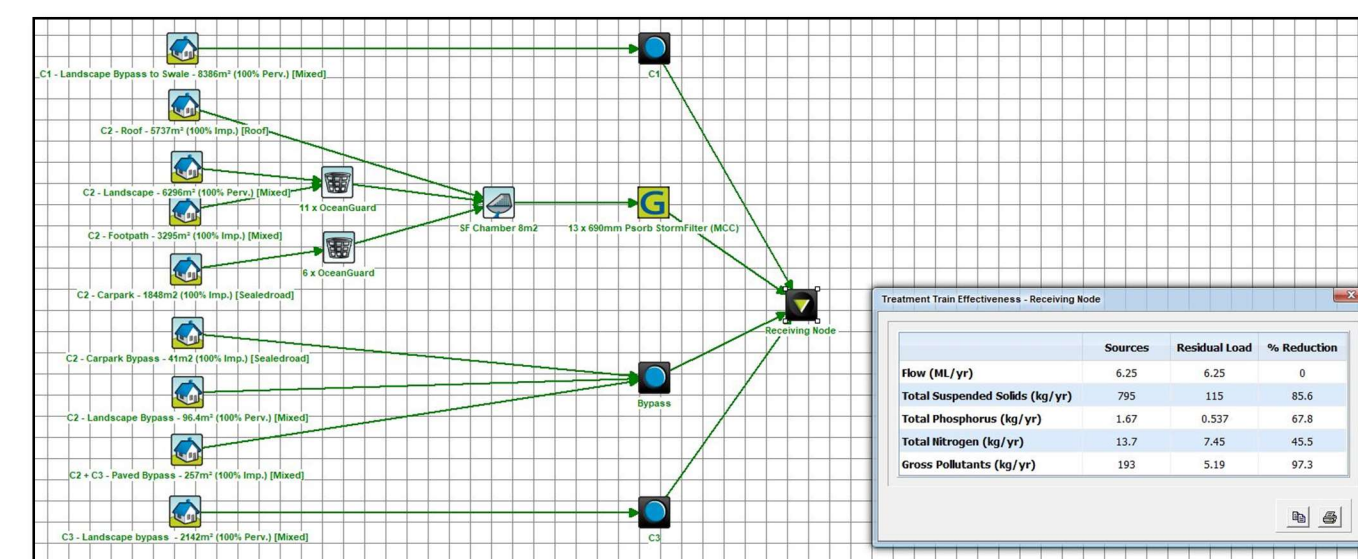 C1 - Landscape Bypass to Swale - 8386m² (100% Perv.) [Mixed]
C1
C2 - Roof - 5737m² (100% Imp.) [Roof]
C2 - Landscape - 6296m² (100% Perv.) [Mixed]
11 x OceanGuard
SF Chamber 8m2
G
13 x 690mm Psorb StormFilter (MCC)
C2 - Footpath - 3295m² (100% Imp.) [Mixed]
6 x OceanGuard
C2 - Carpark - 1848m2 (100% Imp.) [Sealedroad]
Receiving Node
C2 - Carpark Bypass - 41m2 (100% Imp.) [Sealedroad]
Bypass
C2 - Landscape Bypass - 96.4m² (100% Perv.) [Mixed]
C2 + C3 - Paved Bypass - 257m² (100% Imp.) [Mixed]
C3 - Landscape bypass - 2142m² (100% Perv.) [Mixed]
C3
Treatment Train Effectiveness - Receiving Node
Sources Residual Load % Reduction
Flow (ML/yr) 6.25 6.25 0
Total Suspended Solids (kg/yr) 795 115 85.6
Total Phosphorus (kg/yr) 1.67 0.537 67.8
Total Nitrogen (kg/yr) 13.7 7.45 45.5
Gross Pollutants (kg/yr) 193 5.19 97.3